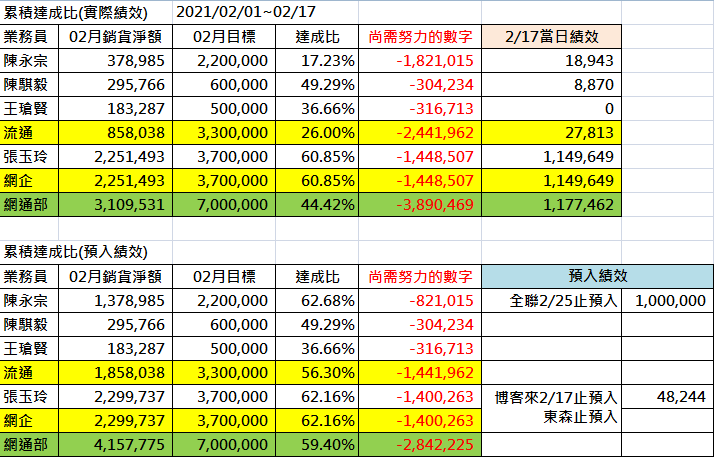 累積達成比(實際績效) 2021/02/01~02/17
業務員 02月銷貨淨額 02月目標 達成比 尚需努力的數字 2/17當日績效
陳永宗 378,985 2,200,000 17.23% -1,821,015 18,943
陳騏毅 295,766 600,000 49.29% -304,234 8,870
王瑲賢 183,287 500,000 36.66% -316,713 0
流通 858,038 3,300,000 26.00% -2,441,962 27,813
張玉玲 2,251,493 3,700,000 60.85% -1,448,507 1,149,649
網企 2,251,493 3,700,000 60.85% -1,448,507 1,149,649
網通部 3,109,531 7,000,000 44.42% -3,890,469 1,177,462
累積達成比(預入績效)
業務員 02月銷貨淨額 02月目標 達成比 尚需努力的數字 預入績效
陳永宗 1,378,985 2,200,000 62.68% -821,015 全聯2/25止預入 1,000,000
陳騏毅 295,766 600,000 49.29% -304,234
王瑲賢 183,287 500,000 36.66% -316,713
流通 1,858,038 3,300,000 56.30% -1,441,962
張玉玲 2,299,737 3,700,000 62.16% -1,400,263 博客來2/17止預入 48,244
網企 2,299,737 3,700,000 62.16% -1,400,263 東森止預入
網通部 4,157,775 7,000,000 59.40% -2,842,225